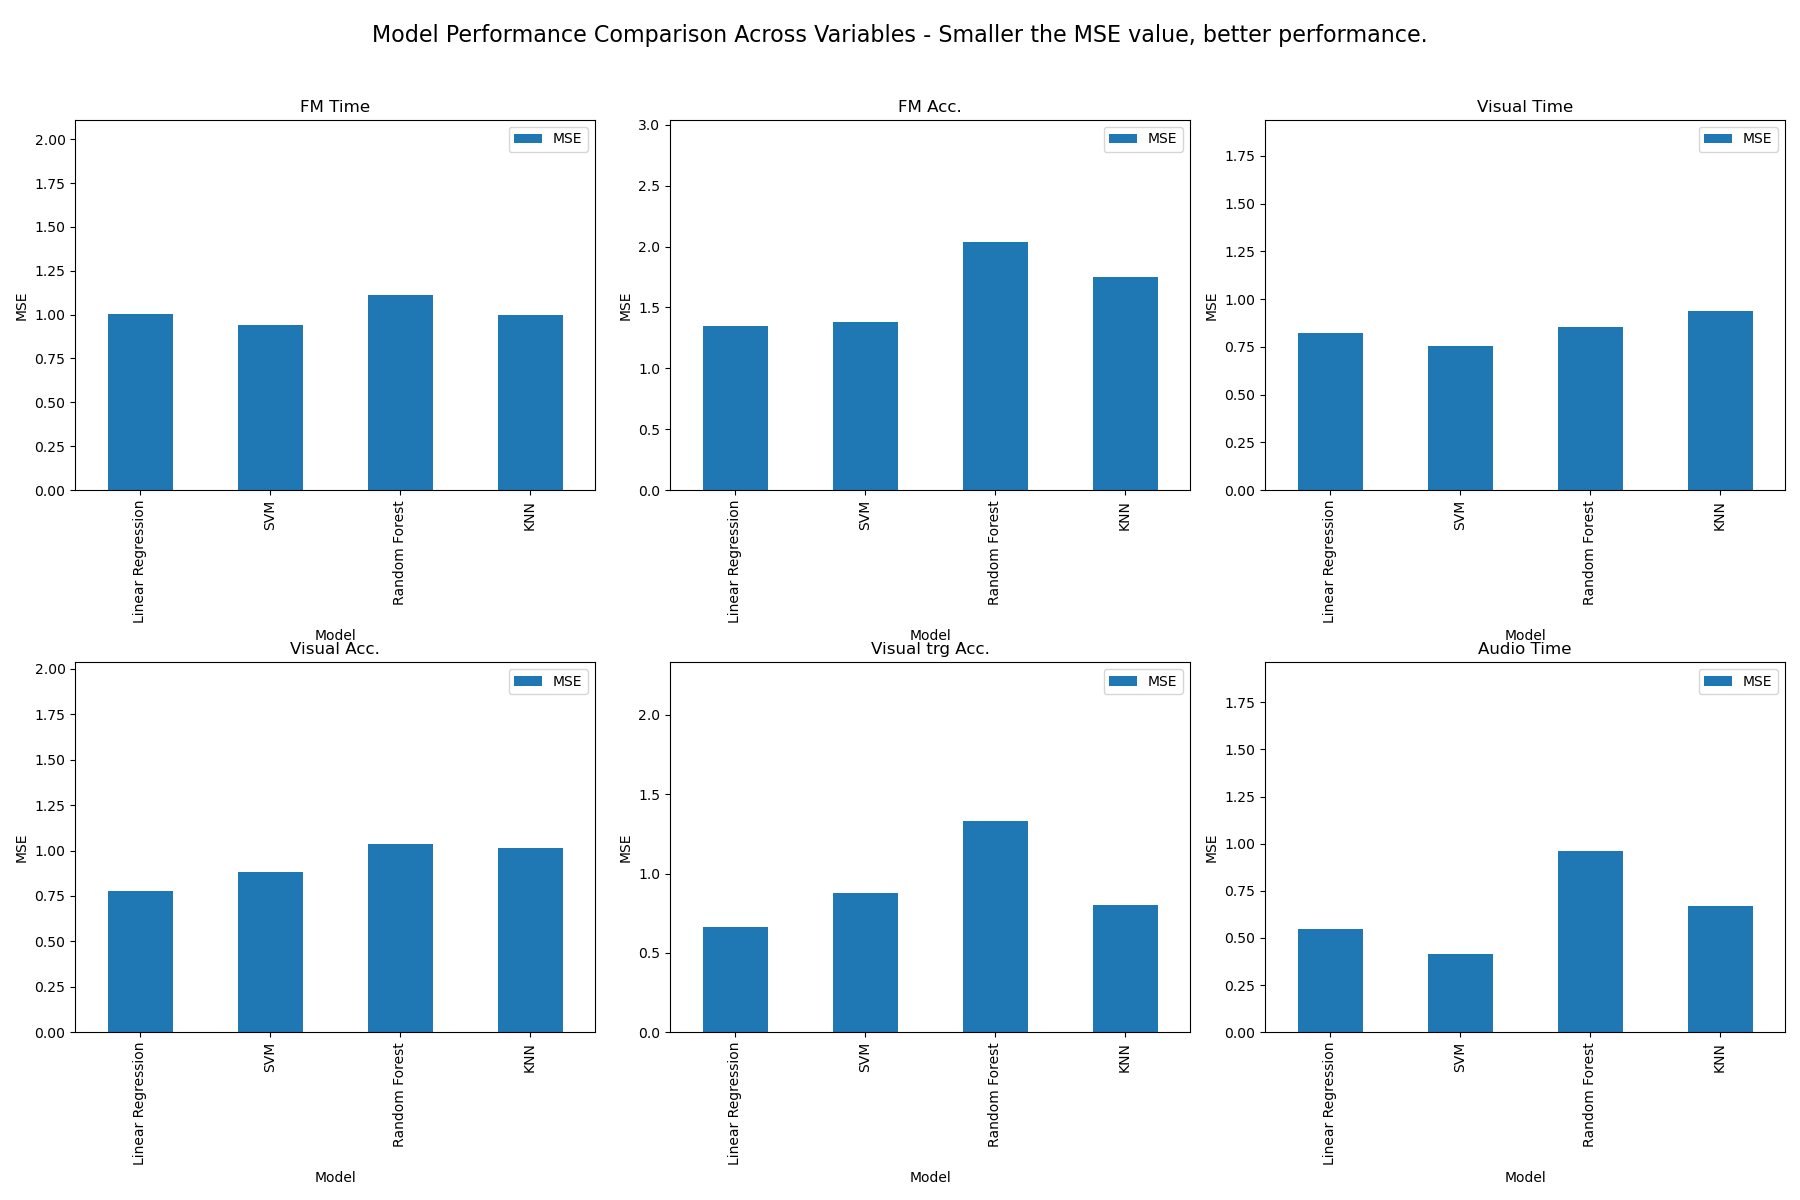 Model Performance Comparison Across Variables - Smaller the MSE value, better performance.
FM Time
MSE
2.00
1.75
1.50
1.25
1.00
0.75
0.50
0.25
0.00
MSE
Linear Regression
SVM
Random Forest
KNN
Model
FM Acc.
MSE
3.0
2.5
2.0
1.5
1.0
0.5
0.0
MSE
Linear Regression
SVM
Random Forest
KNN
Model
Visual Time
MSE
1.75
1.50
1.25
1.00
0.75
0.50
0.25
0.00
MSE
Linear Regression
SVM
Random Forest
KNN
Model
Visual Acc.
MSE
2.00
1.75
1.50
1.25
1.00
0.75
0.50
0.25
0.00
MSE
Linear Regression
SVM
Random Forest
KNN
Model
Visual trg Acc.
MSE
2.0
1.5
1.0
0.5
0.0
MSE
Linear Regression
SVM
Random Forest
KNN
Model
Audio Time
MSE
1.75
1.50
1.25
1.00
0.75
0.50
0.25
0.00
MSE
Linear Regression
SVM
Random Forest
KNN
Model